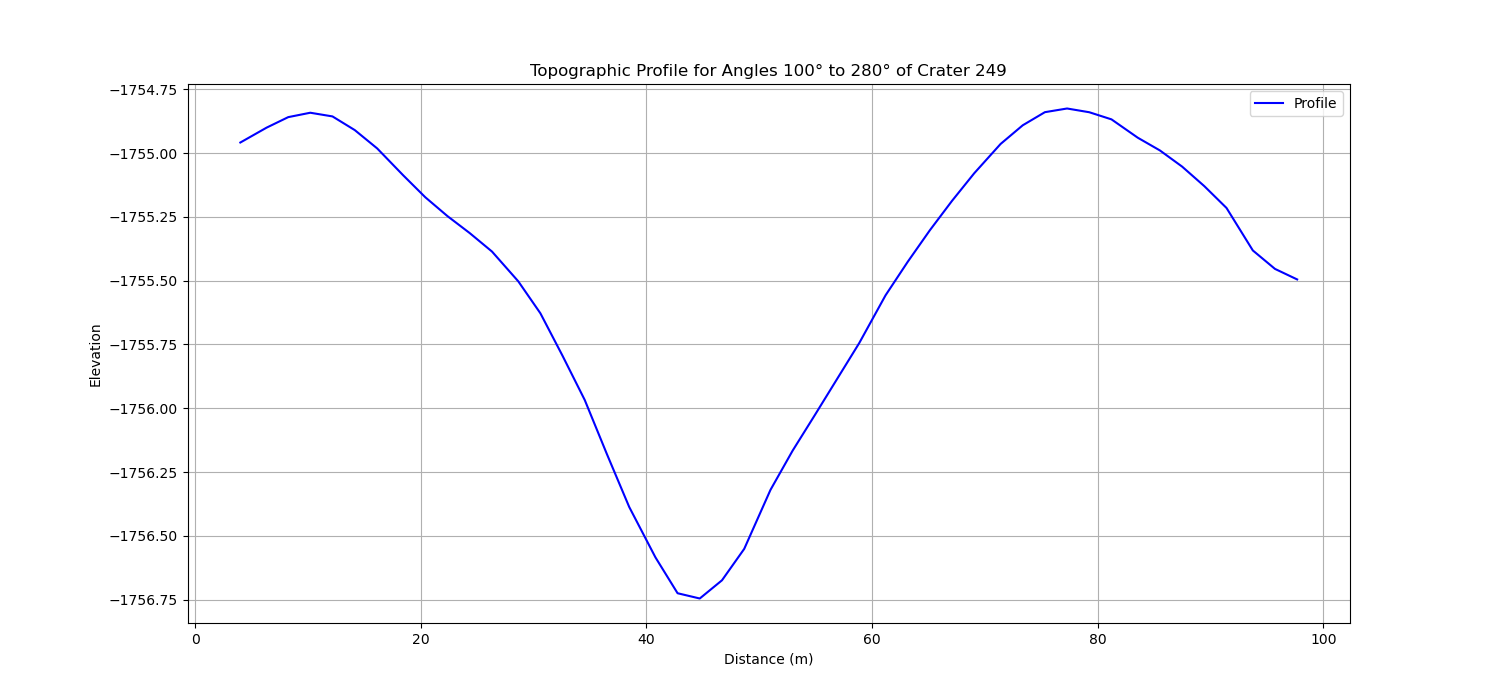 Topographic Profile for Angles 100° to 280° of Crater 249
Profile
−1754.75
−1755.00
−1755.25
−1755.50
−1755.75
−1756.00
−1756.25
−1756.50
−1756.75
Elevation
0 20 40 60 80 100
Distance (m)